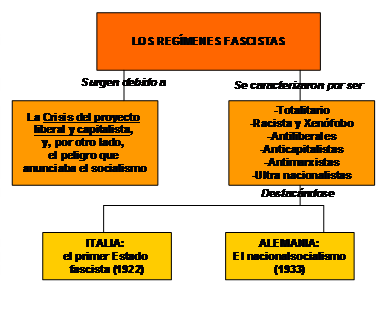 LOS REGÍMENES FASCISTAS
Surgen debido a
Se caracterizaron por ser
La Crisis del proyecto
liberal y capitalista,
y, por otro lado,
el peligro que
anunciaba el socialismo
-Totalitario
-Racista y Xenófobo
-Antiliberales
-Anticapitalistas
-Antimarxistas
-Ultra nacionalistas
Destacándose
ITALIA:
el primer Estado
fascista (1922)
ALEMANIA:
El nacionalsocialismo
(1933)